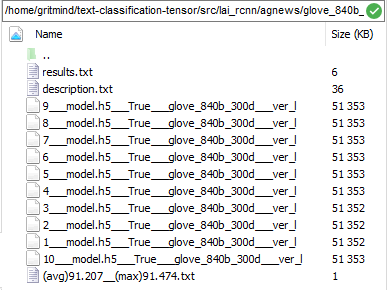 /home/gritmind/text-classification-tensor/src/lai_rcnn/agnews/glove_840b_
Name Size (KB)
..
results.txt 6
description.txt 36
9___model.h5___True___glove_840b_300d___ver_l 51 353
8___model.h5___True___glove_840b_300d___ver_l 51 353
7___model.h5___True___glove_840b_300d___ver_l 51 353
6___model.h5___True___glove_840b_300d___ver_l 51 353
5___model.h5___True___glove_840b_300d___ver_l 51 353
4___model.h5___True___glove_840b_300d___ver_l 51 353
3___model.h5___True___glove_840b_300d___ver_l 51 352
2___model.h5___True___glove_840b_300d___ver_l 51 352
1___model.h5___True___glove_840b_300d___ver_l 51 352
10___model.h5___True___glove_840b_300d___ver_l 51 353
(avg)91.207__(max)91.474.txt 1